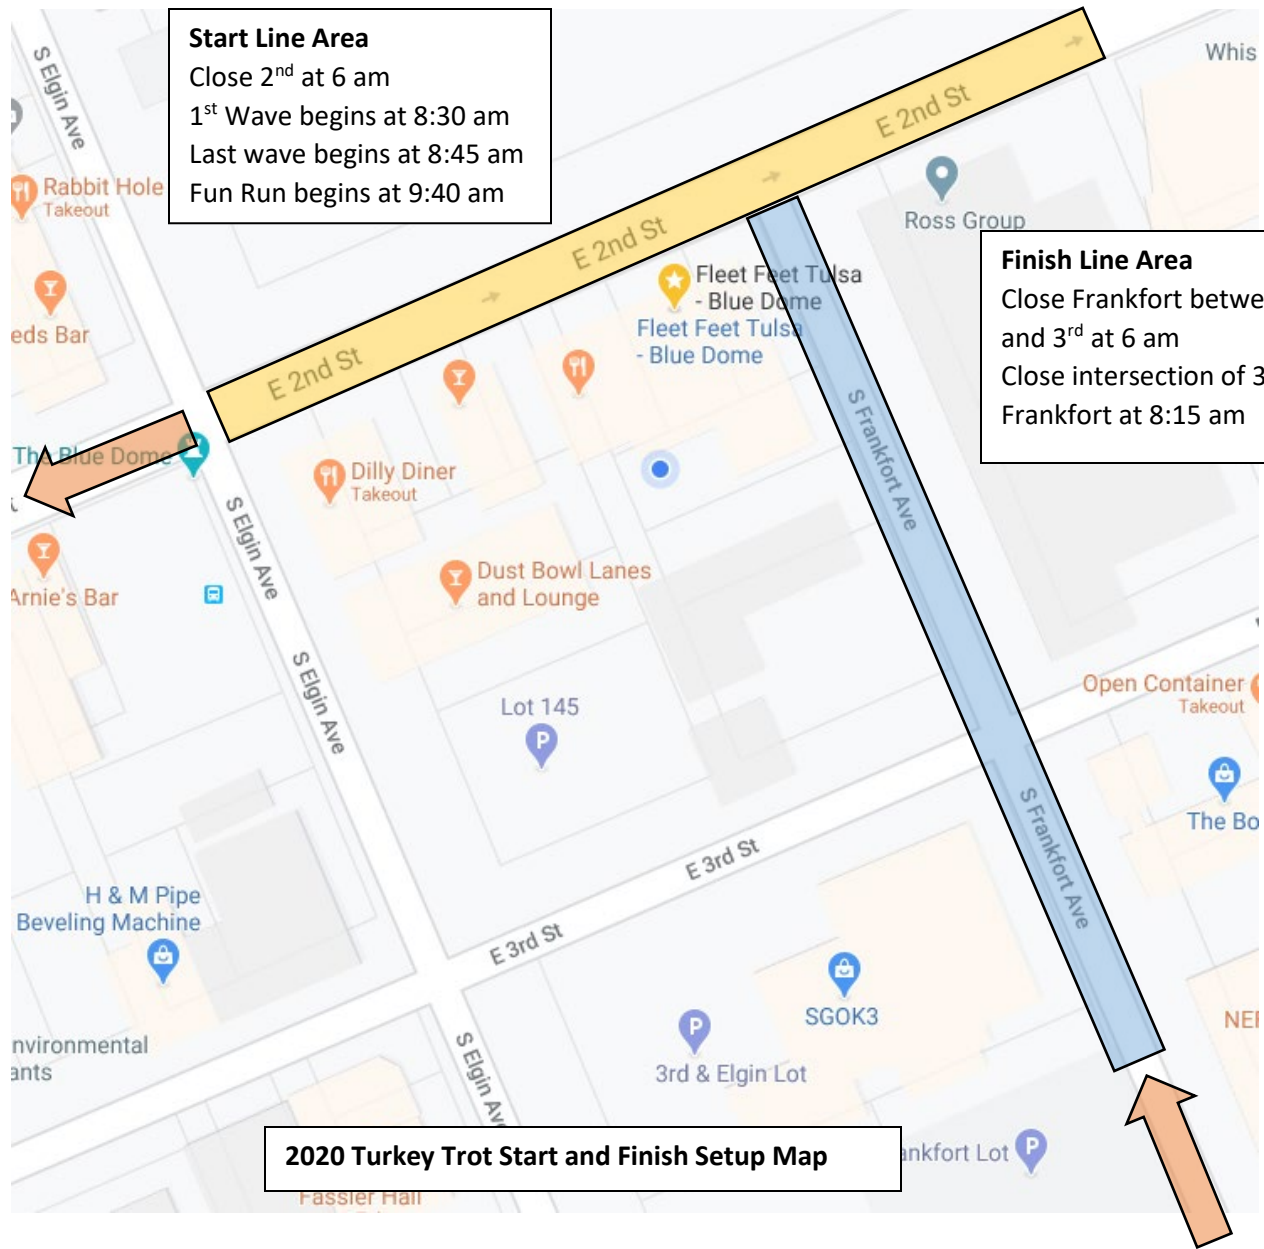 Start Line Area
Close 2nd at 6 am
1st Wave begins at 8:30 am
Last wave begins at 8:45 am
Fun Run begins at 9:40 am
S Elgin Ave
E 2nd St
Whis
Rabbit Hole
Takeout
Ross Group
E 2nd St
Finish Line Area
Close Frankfort betwe
and 3rd at 6 am
Close intersection of 3
Frankfort at 8:15 am
Fleet Feet Tulsa
- Blue Dome
Fleet Feet Tulsa
- Blue Dome
eds Bar
E 2nd St
The Blue Dome
Dilly Diner
Takeout
S Frankfort Ave
S Elgin Ave
Arnie's Bar
Dust Bowl Lanes
and Lounge
S Elgin Ave
Lot 145
P
Open Container
Takeout
S Frankfort Ave
The Bo
E 3rd St
H & M Pipe
Beveling Machine
E 3rd St
SGOK3
NEF
nvironmental
ants
P
3rd & Elgin Lot
S Elgin Av
2020 Turkey Trot Start and Finish Setup Map
ankfort Lot
P
Fassler Hall